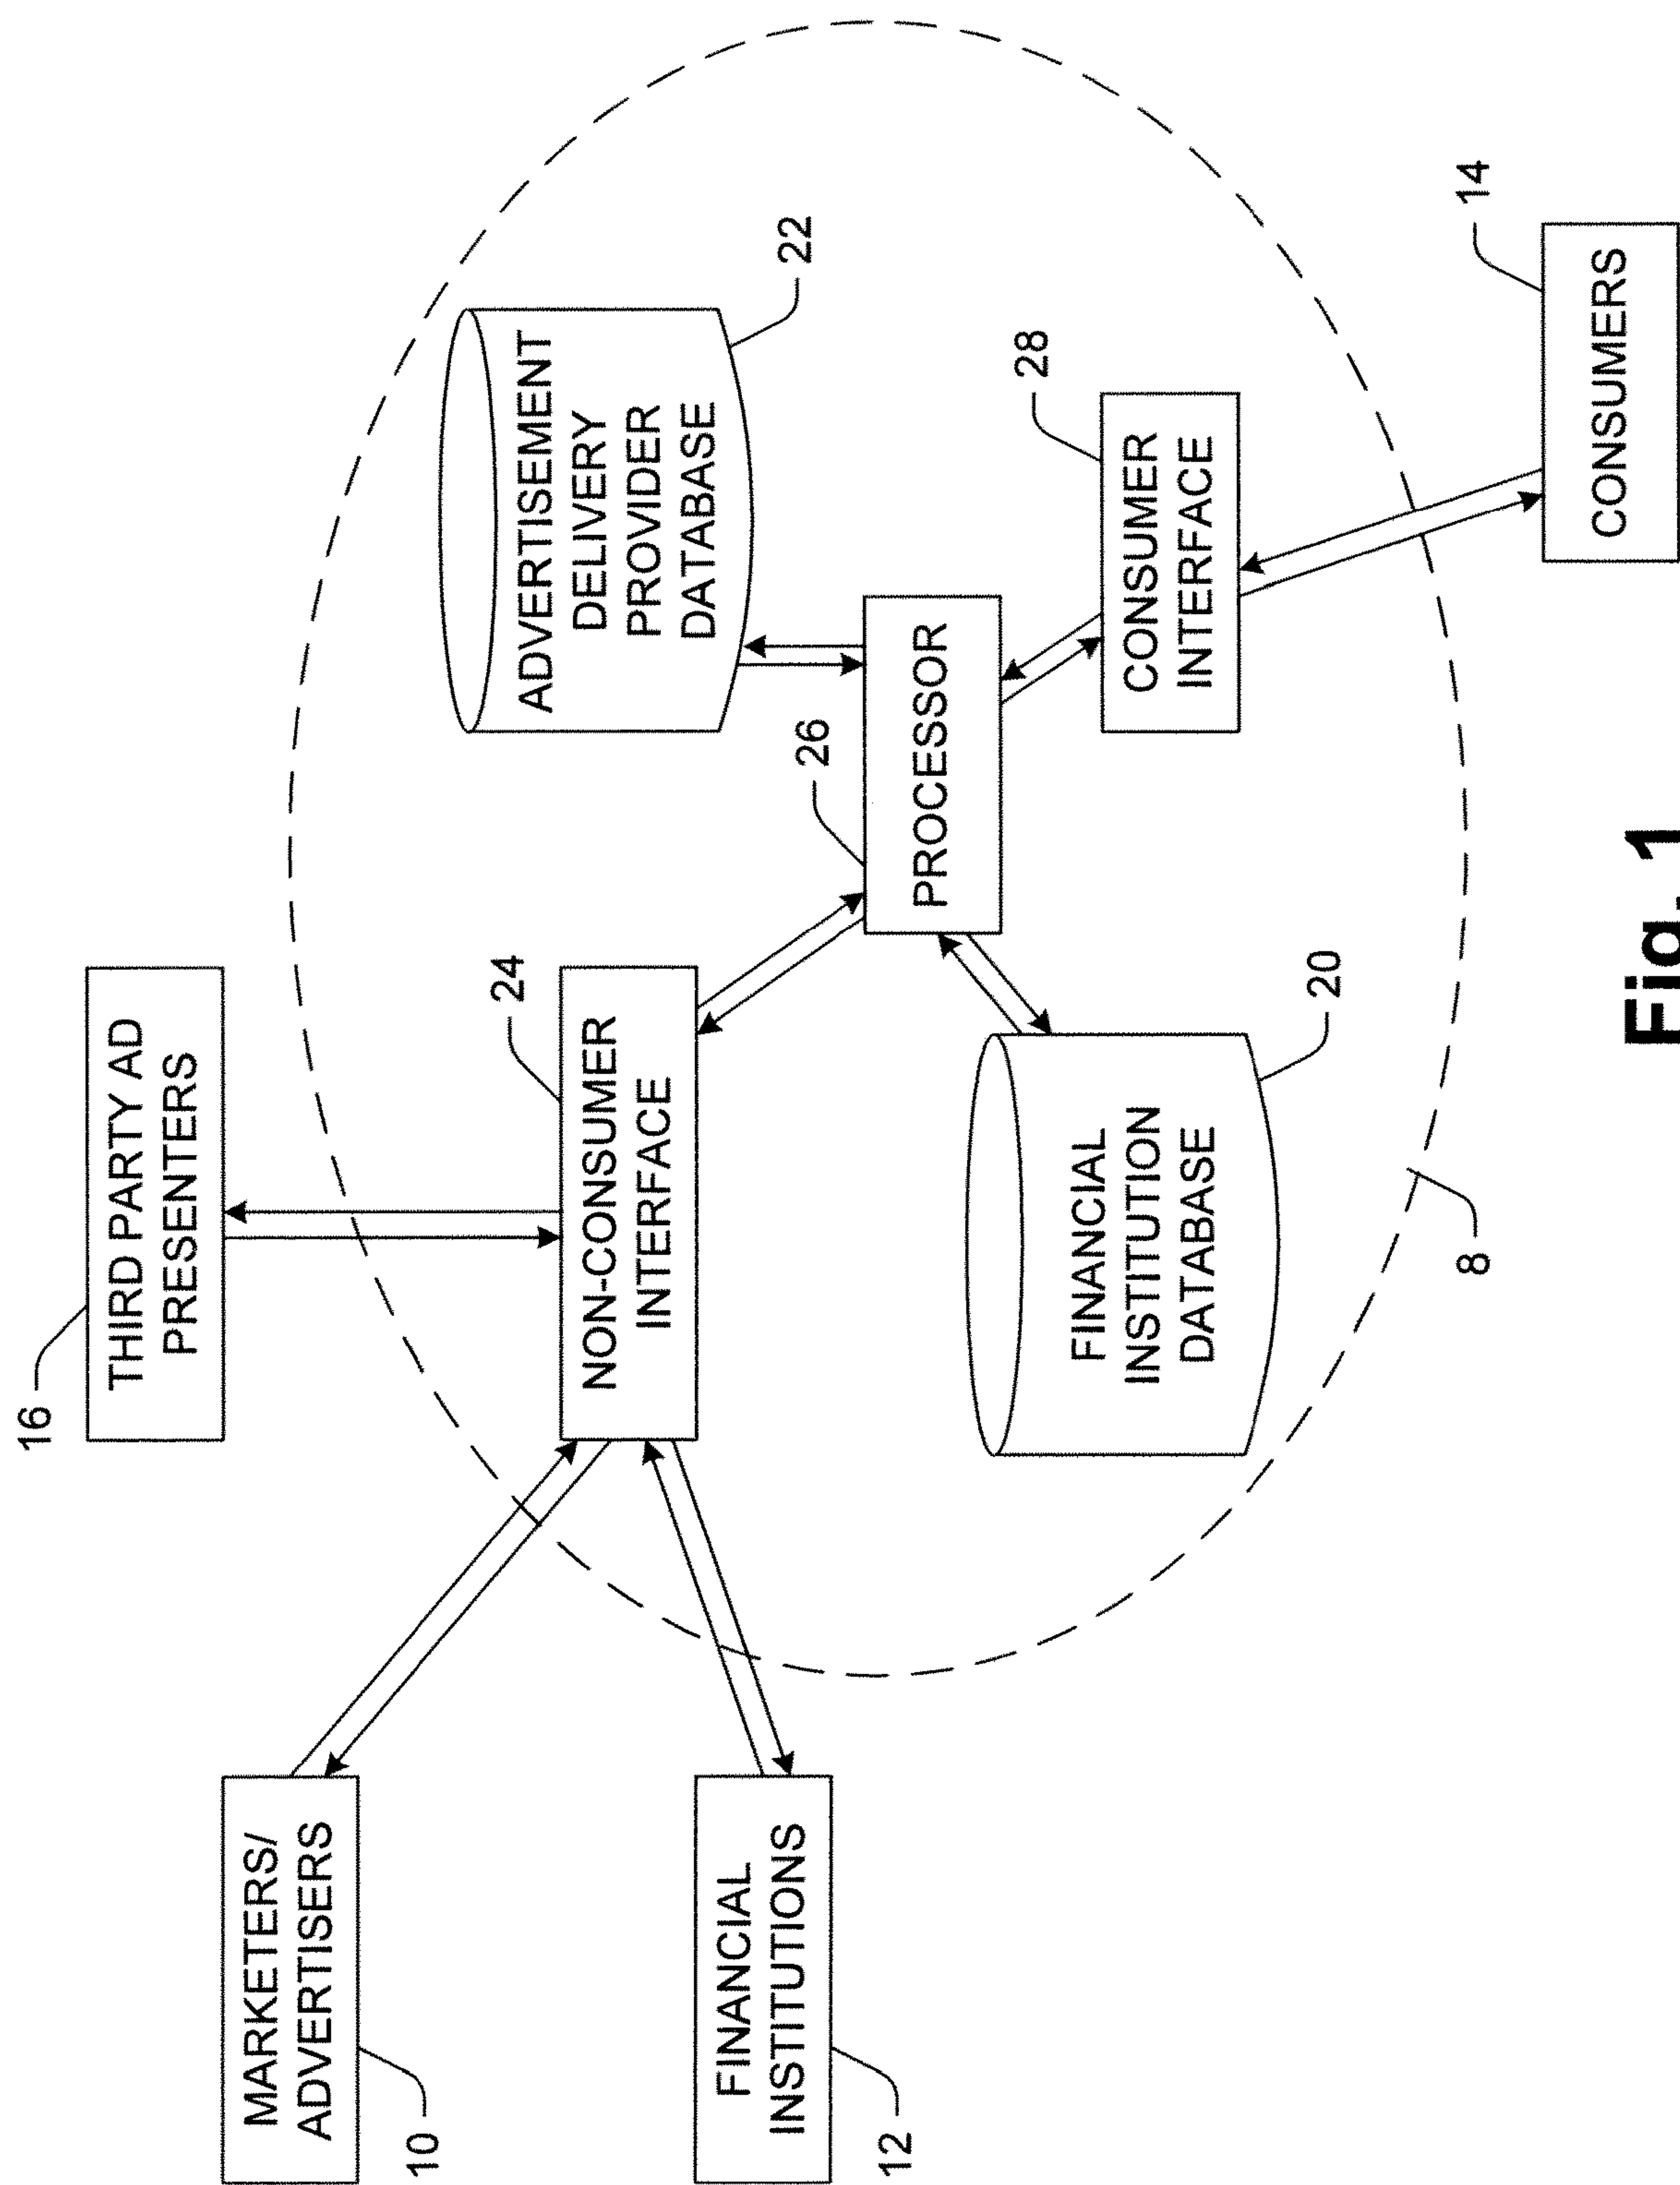 16
THIRD PARTY AD
PRESENTERS
MARKETERS/
ADVERTISERS
10
24
NON-CONSUMER
INTERFACE
ADVERTISEMENT
DELIVERY
PROVIDER
DATABASE
22
FINANCIAL
INSTITUTIONS
12
26
PROCESSOR
28
CONSUMER
INTERFACE
FINANCIAL
INSTITUTION
DATABASE
20
8
14
CONSUMERS
Fig. 1